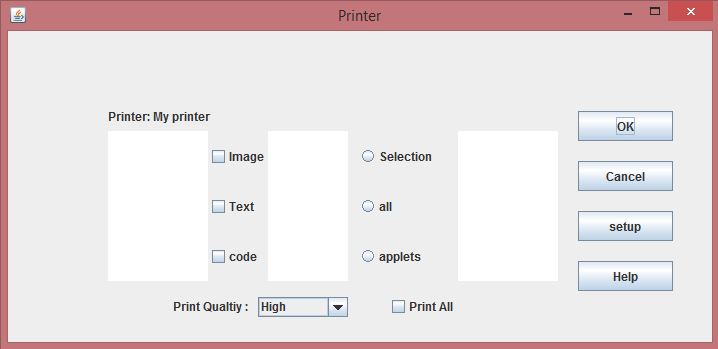 Printer
Printer: My printer
OK
Image
Selection
Cancel
Text
all
setup
code
applets
Help
Print Qualtiy :
High
Print All